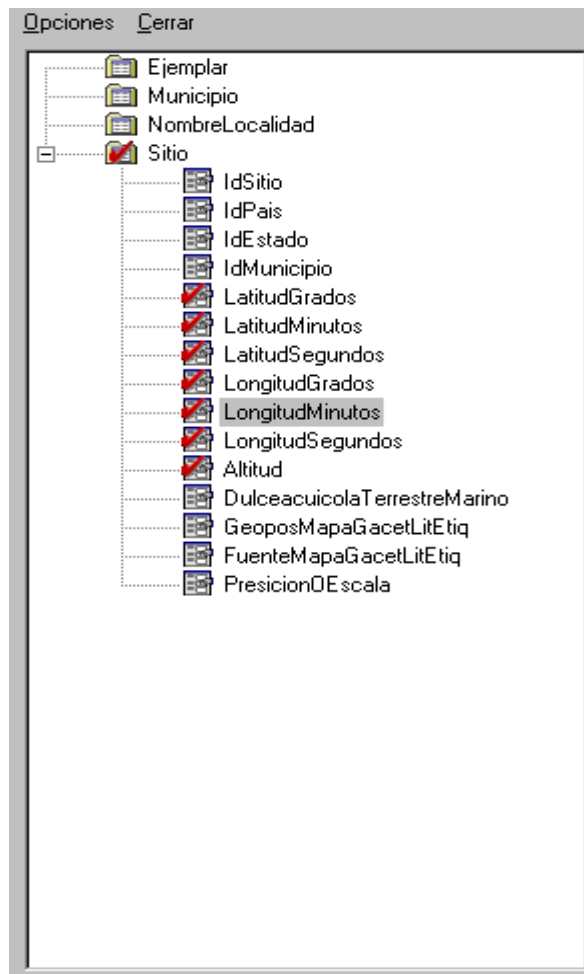 Opciones Cerrar
Ejemplar
Municipio
NombreLocalidad
Sitio
IdSitio
IdPais
IdEstado
IdMunicipio
LatitudGrados
LatitudMinutos
LatitudSegundos
LongitudGrados
LongitudMinutos
LongitudSegundos
Altitud
DulceacuicolaTerrestreMarino
GeoposMapaGacetLitEtiq
FuenteMapaGacetLitEtiq
PresicionOEscala